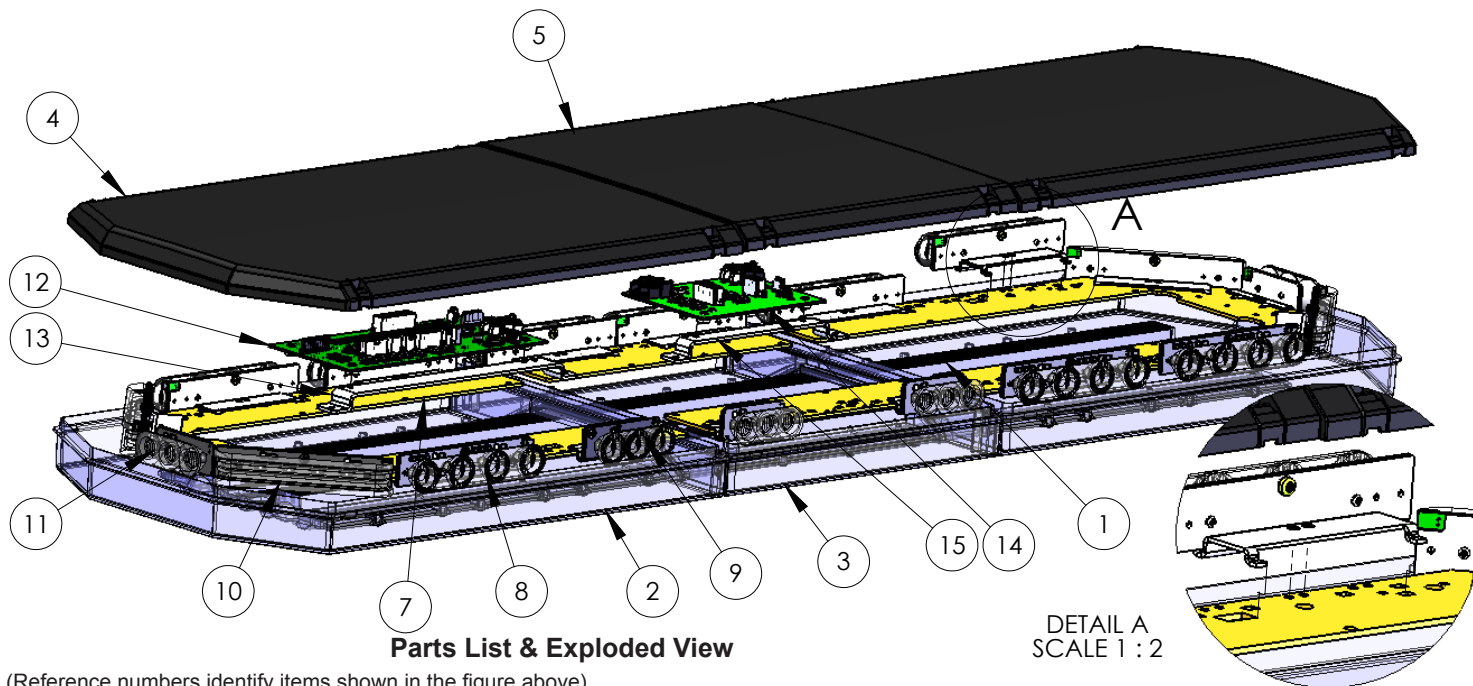 5
4
A
12
13
11
10
7
8
2
9
3
15
14
1
DETAIL A
SCALE 1 : 2
Parts List & Exploded View
(Reference numbers identify items shown in the figure above)